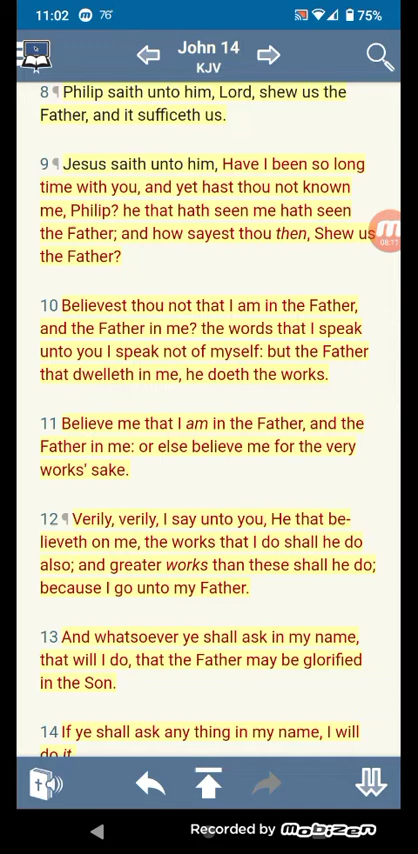 11:02 76° 75%
John 14
KJV
8 ¶ Philip saith unto him, Lord, shew us the
Father, and it sufficeth us.
9 ¶ Jesus saith unto him, Have I been so long
time with you, and yet hast thou not known
me, Philip? he that hath seen me hath seen
the Father; and how sayest thou then, Shew us
the Father?
08:17
10 Believest thou not that I am in the Father,
and the Father in me? the words that I speak
unto you I speak not of myself: but the Father
that dwelleth in me, he doeth the works.
11 Believe me that I am in the Father, and the
Father in me: or else believe me for the very
works' sake.
12 ¶ Verily, verily, I say unto you, He that be-
lieveth on me, the works that I do shall he do
also; and greater works than these shall he do;
because I go unto my Father.
13 And whatsoever ye shall ask in my name,
that will I do, that the Father may be glorified
in the Son.
14 If ye shall ask any thing in my name, I will
do it.
Recorded by Mobizen